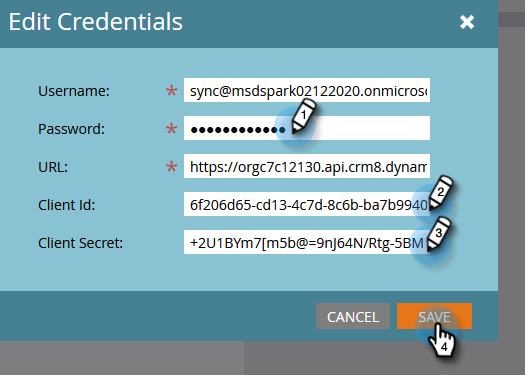 Edit Credentials
Username: * sync@msdspark02122020.onmicroso
Password: * ●●●●●●●●●●●● 1
URL: * https://orgc7c12130.api.crm8.dynam
Client Id: 6f206d65-cd13-4c7d-8c6b-ba7b9940 2
Client Secret: +2U1BYm7[m5b@=9nJ64N/Rtg-5BM 3
CANCEL SAVE
4